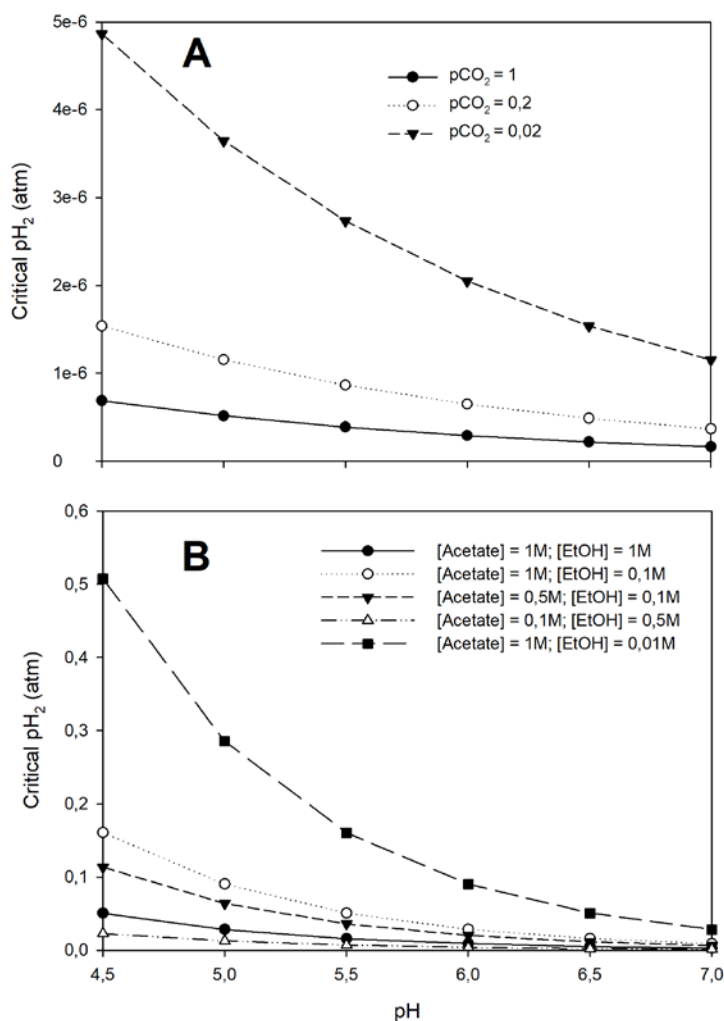 A
pCO₂ = 1
pCO₂ = 0,2
pCO₂ = 0,02
5e-6
4e-6
3e-6
2e-6
1e-6
0
Critical pH₂ (atm)
B
[Acetate] = 1M; [EtOH] = 1M
[Acetate] = 1M; [EtOH] = 0,1M
[Acetate] = 0,5M; [EtOH] = 0,1M
[Acetate] = 0,1M; [EtOH] = 0,5M
[Acetate] = 1M; [EtOH] = 0,01M
0,6
0,5
0,4
0,3
0,2
0,1
0,0
Critical pH₂ (atm)
4,5 5,0 5,5 6,0 6,5 7,0
pH